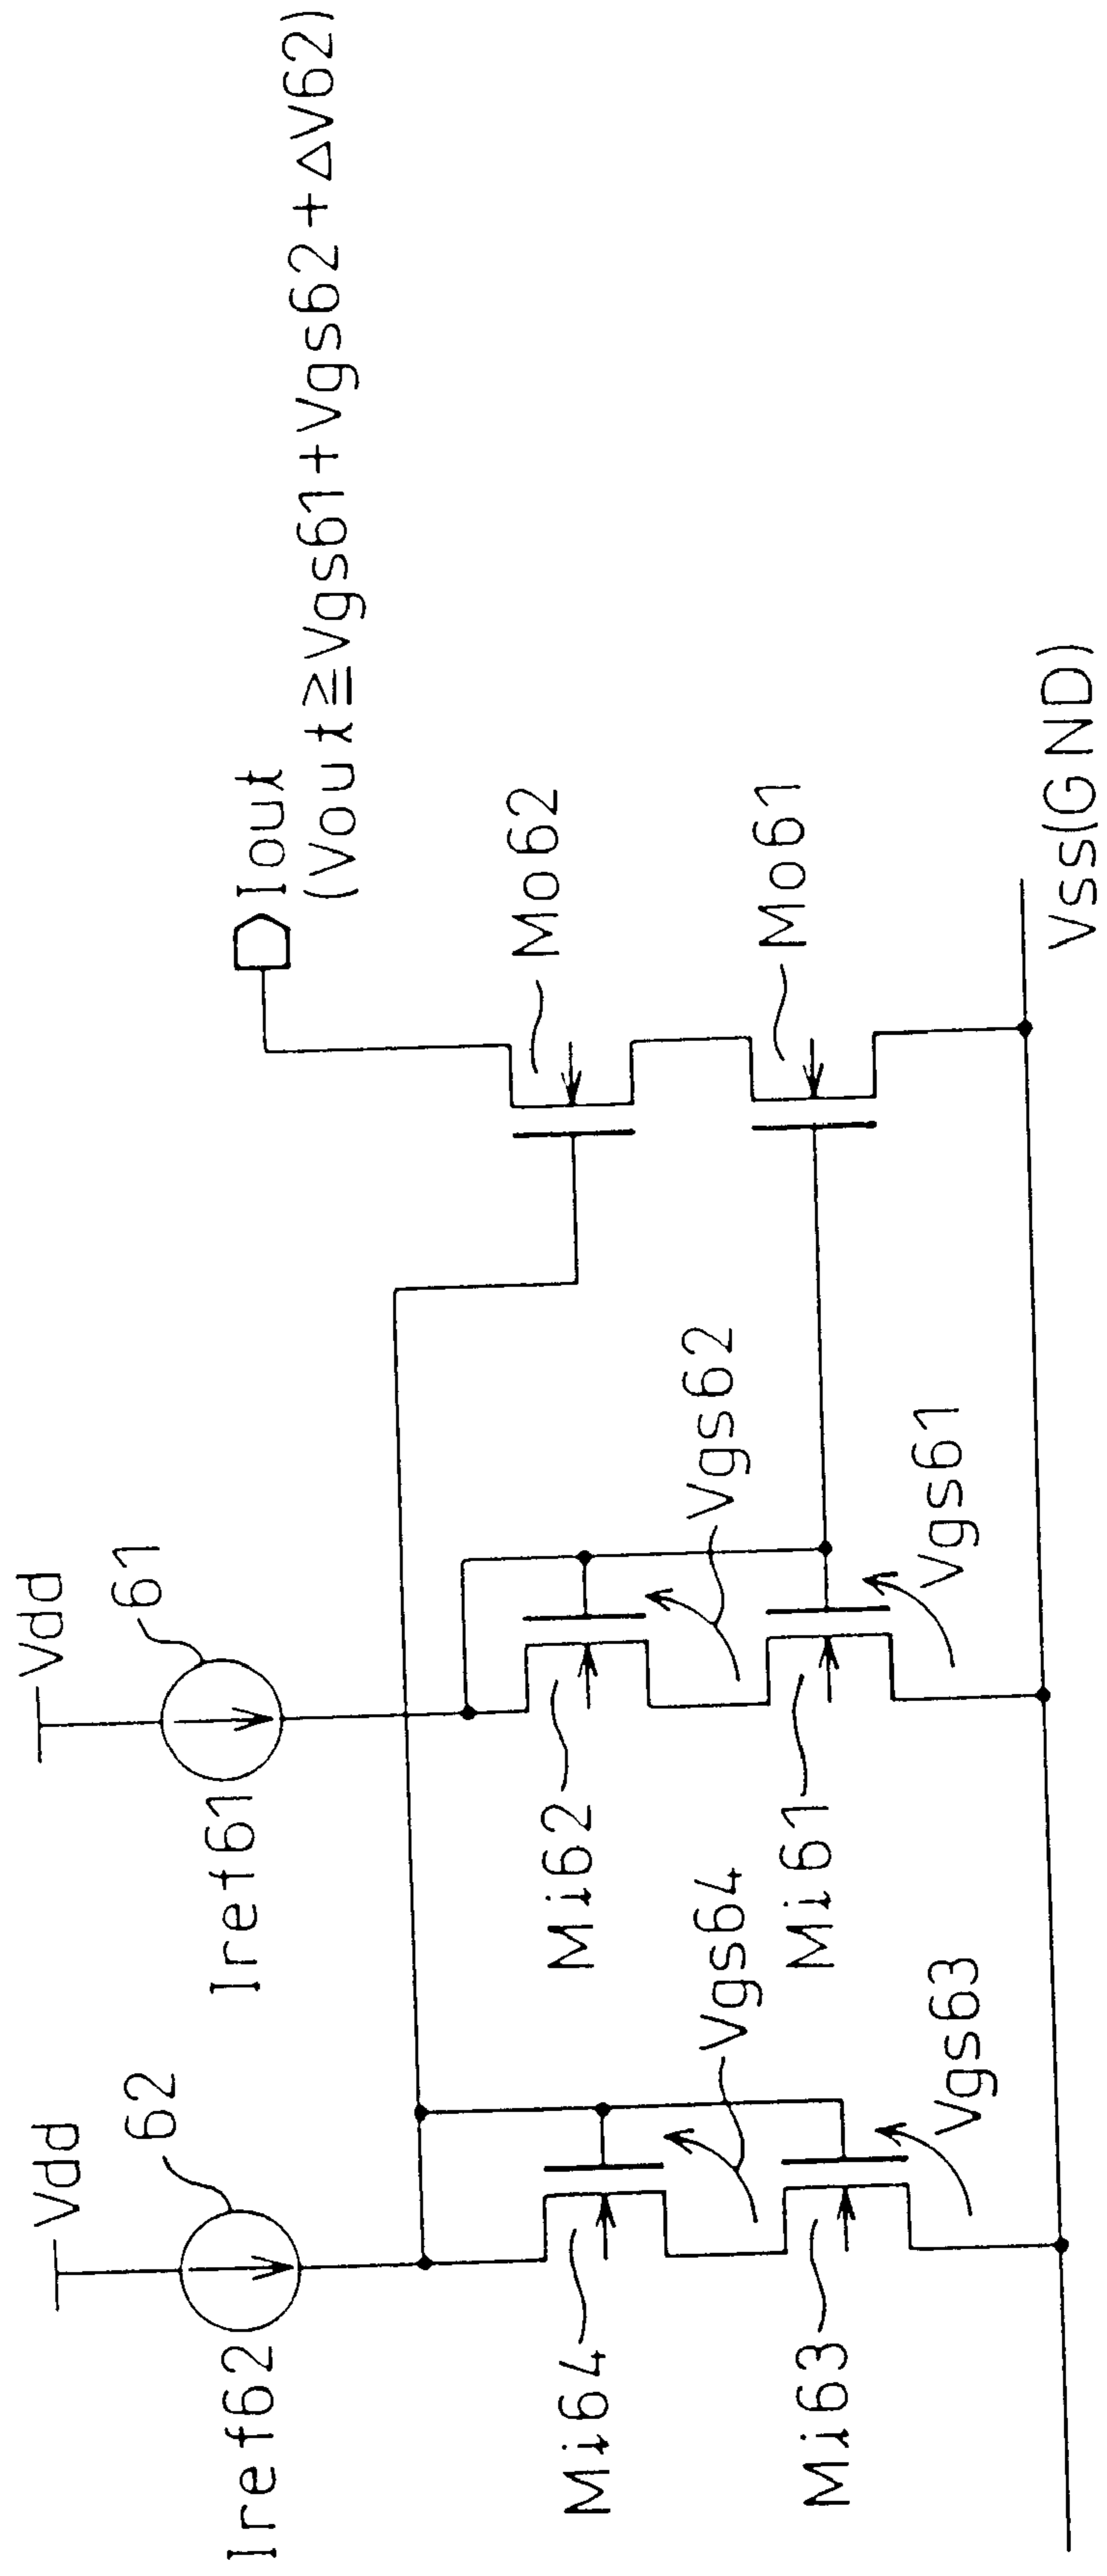 Vdd
62
Iref62
Vdd
61
Iref61
Iout
(Vout≧Vgs61+Vgs62+ΔV62)
Mi64
Vgs64
Mi62
Vgs62
Mo62
Mi63
Vgs63
Mi61
Vgs61
Mo61
Vss(GND)